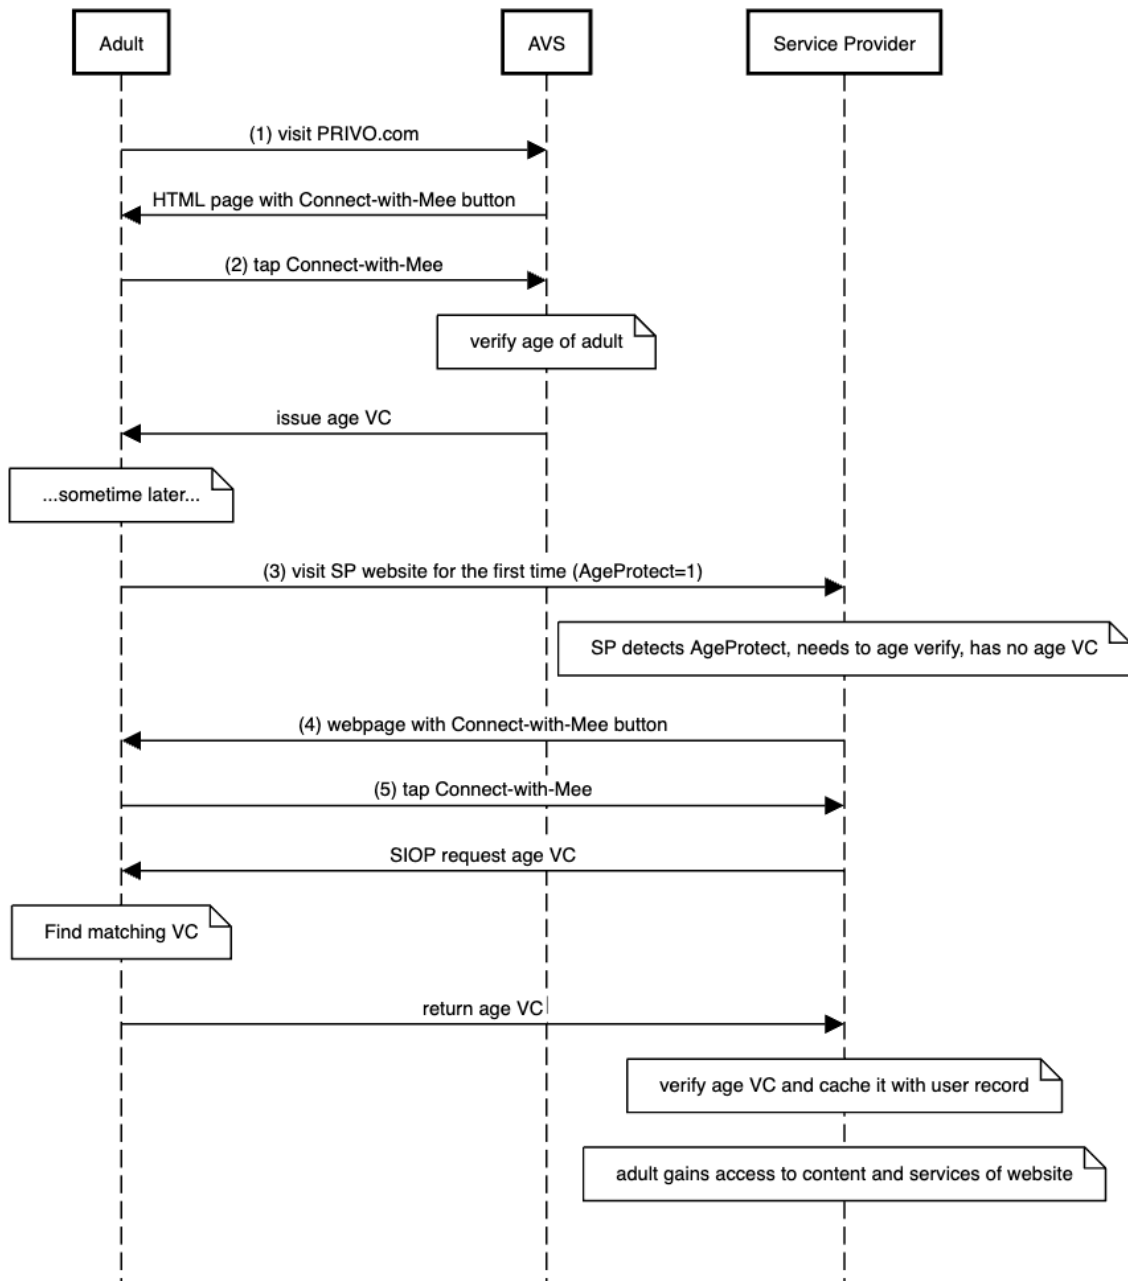 Adult
AVS
Service Provider
(1) visit PRIVO.com
HTML page with Connect-with-Mee button
(2) tap Connect-with-Mee
verify age of adult
issue age VC
...sometime later...
(3) visit SP website for the first time (AgeProtect=1)
SP detects AgeProtect, needs to age verify, has no age VC
(4) webpage with Connect-with-Mee button
(5) tap Connect-with-Mee
SIOP request age VC
Find matching VC
return age VC
verify age VC and cache it with user record
adult gains access to content and services of website